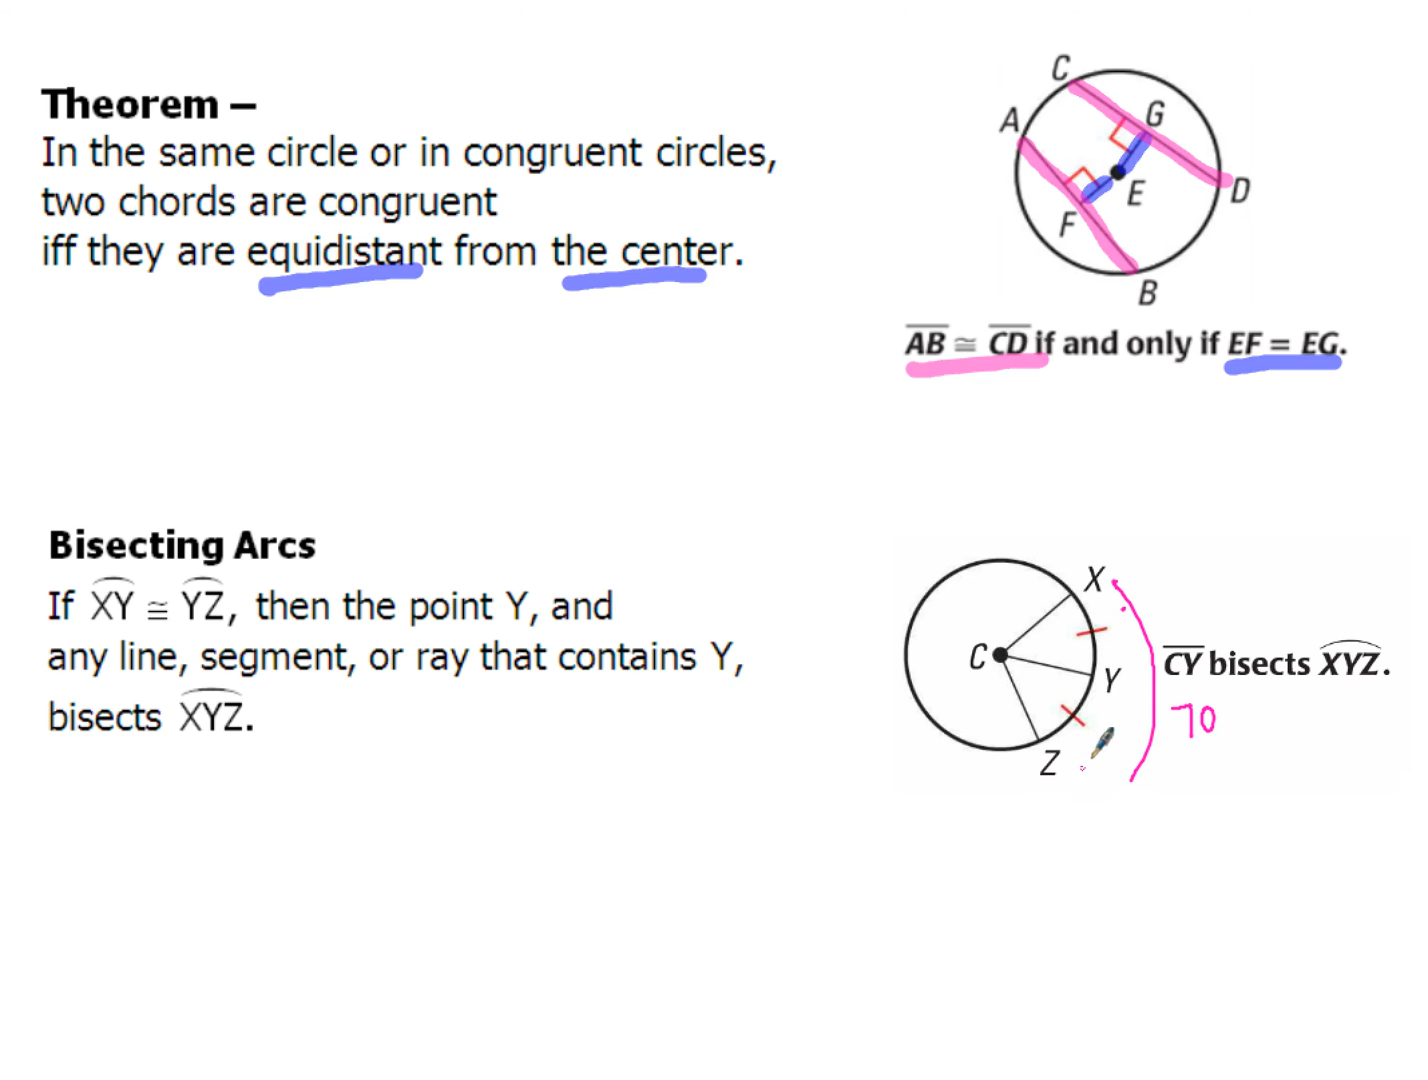 Theorem –
In the same circle or in congruent circles,
two chords are congruent
iff they are equidistant from the center.
C
A
G
E
D
F
B
AB ≅ CD if and only if EF = EG.
Bisecting Arcs
If XY ≅ YZ, then the point Y, and
any line, segment, or ray that contains Y,
bisects XYZ.
X
C
Y
Z
CY bisects XYZ.
70